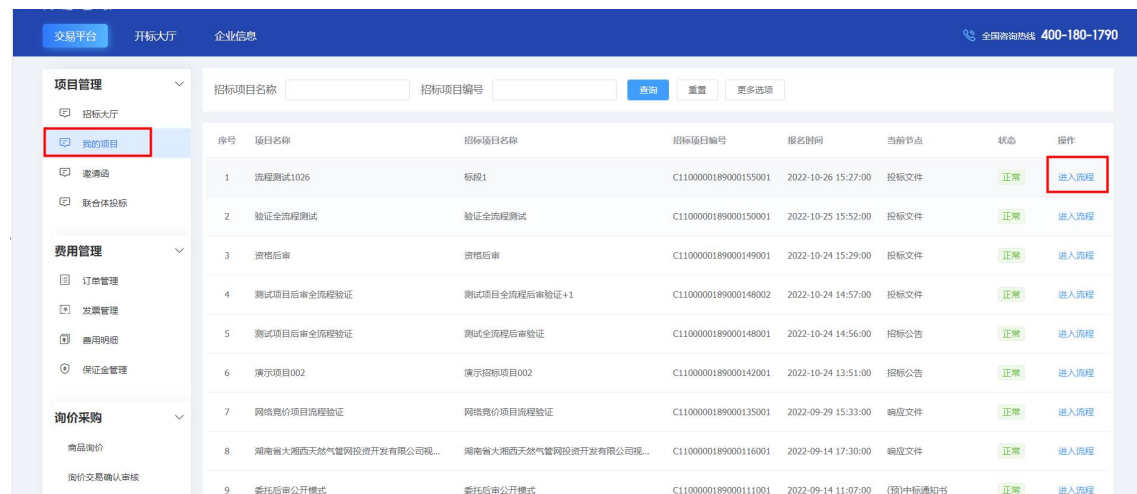 交易平台 开标大厅 企业信息 全国咨询热线 400-180-1790
项目管理
招标大厅
我的项目
邀请函
联合体投标
费用管理
订单管理
发票管理
费用明细
保证金管理
询价采购
商品询价
询价交易确认审核
招标项目名称 招标项目编号 查询 重置 更多选项
序号 项目名称 招标项目名称 招标项目编号 报名时间 当前节点 状态 操作
1 流程测试1026 标段1 C1100000189000155001 2022-10-26 15:27:00 投标文件 正常 进入流程
2 验证全流程测试 验证全流程测试 C1100000189000150001 2022-10-25 15:52:00 投标文件 正常 进入流程
3 资格后审 资格后审 C1100000189000149001 2022-10-24 15:29:00 投标文件 正常 进入流程
4 测试项目后审全流程验证 测试项目全流程后审验证+1 C1100000189000148002 2022-10-24 14:57:00 投标文件 正常 进入流程
5 测试项目后审全流程验证 测试全流程后审验证 C1100000189000148001 2022-10-24 14:56:00 招标公告 正常 进入流程
6 演示项目002 演示招标项目002 C1100000189000142001 2022-10-24 13:51:00 招标公告 正常 进入流程
7 网络竞价项目流程验证 网络竞价项目流程验证 C1100000189000135001 2022-09-29 15:33:00 响应文件 正常 进入流程
8 湖南省大湘西天然气管网投资开发有限公司视... 湖南省大湘西天然气管网投资开发有限公司视... C1100000189000116001 2022-09-14 17:30:00 响应文件 正常 进入流程
9 委托后审公开模式 委托后审公开模式 C1100000189000111001 2022-09-14 11:07:00 (预)中标通知书 正常 进入流程